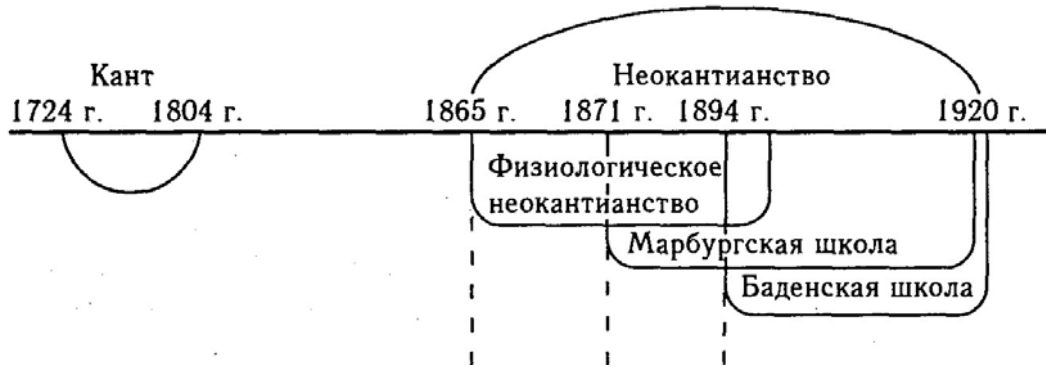 Кант
Неокантианство
1724 г. 1804 г. 1865 г. 1871 г. 1894 г. 1920 г.
Физиологическое
неокантианство
Марбургская школа
Баденская школа